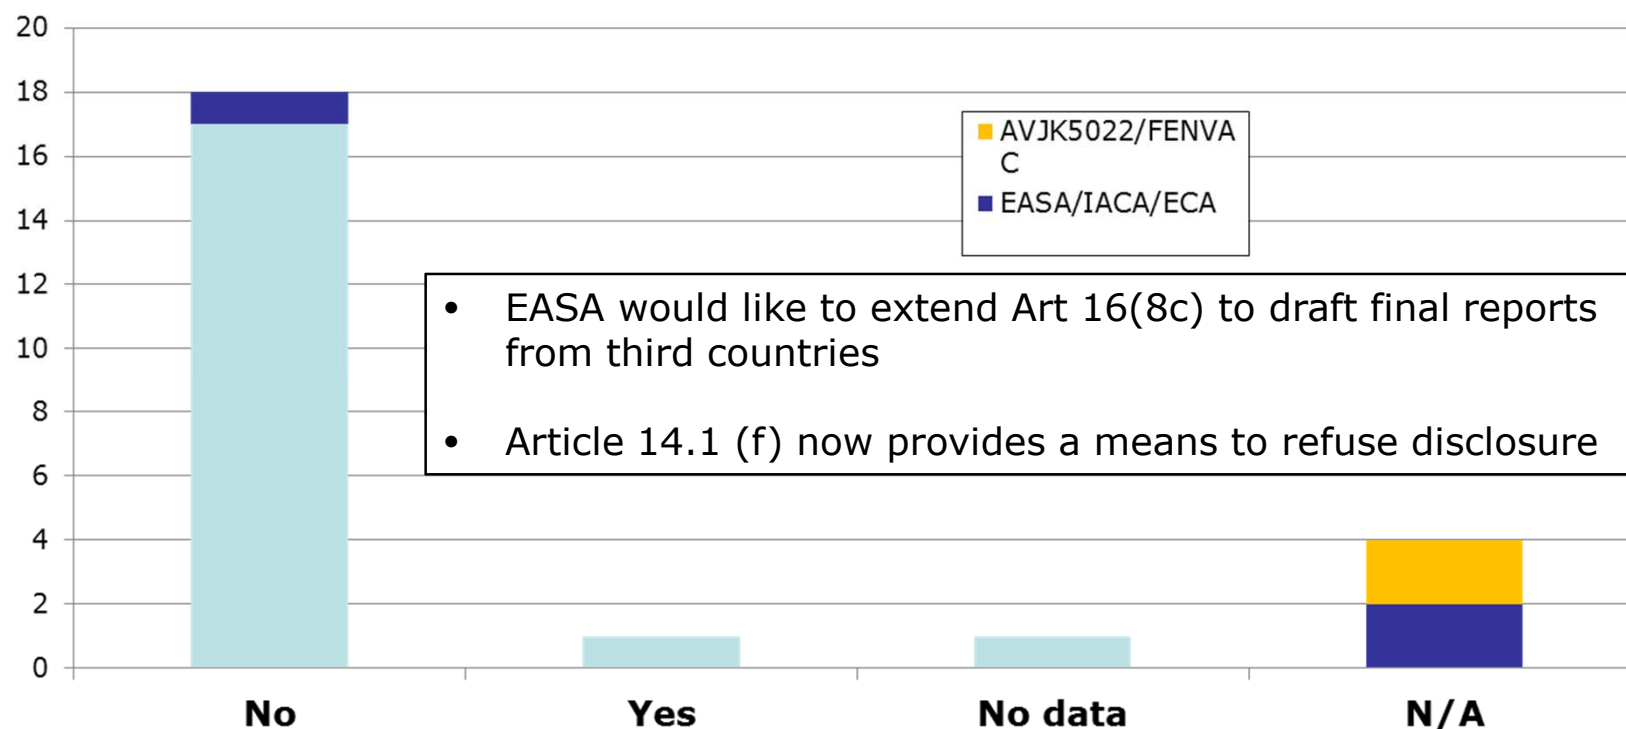 20
18
16
14
12
10
8
6
4
2
0
AVJK5022/FENVA
C
EASA/IACA/ECA
• EASA would like to extend Art 16(8c) to draft final reports
from third countries
• Article 14.1 (f) now provides a means to refuse disclosure
No
Yes
No data
N/A